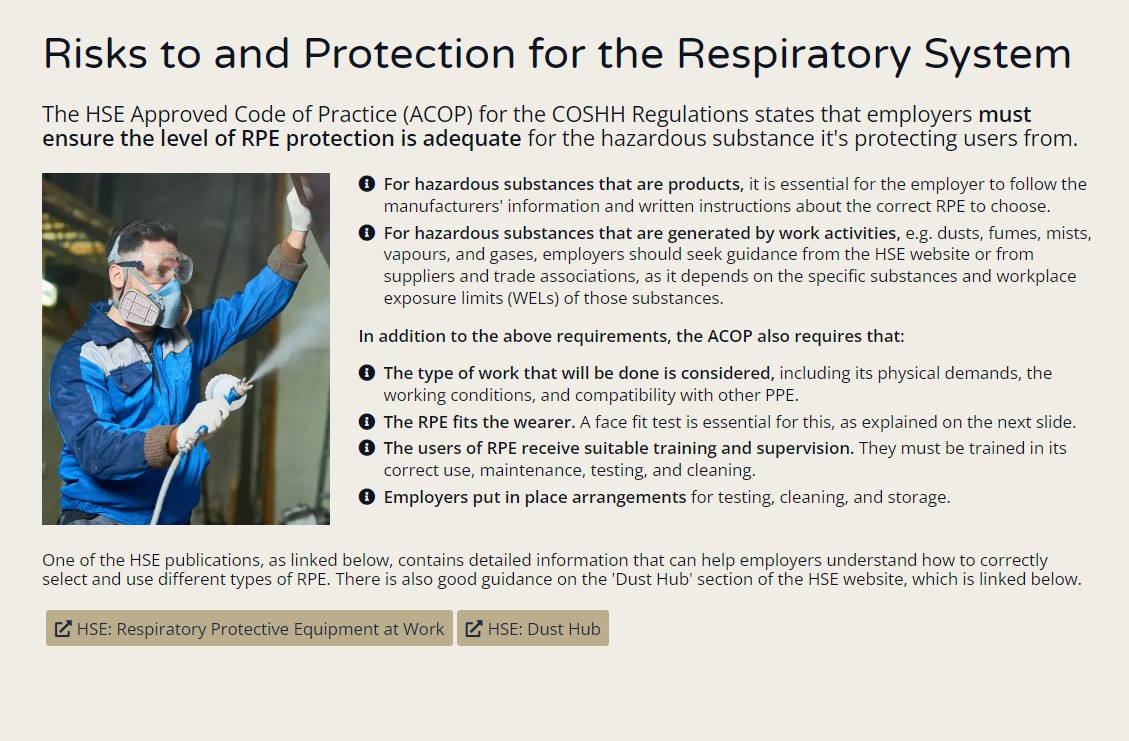 Risks to and Protection for the Respiratory System
The HSE Approved Code of Practice (ACOP) for the COSHH Regulations states that employers must
ensure the level of RPE protection is adequate for the hazardous substance it's protecting users from.
For hazardous substances that are products, it is essential for the employer to follow the
manufacturers' information and written instructions about the correct RPE to choose.
For hazardous substances that are generated by work activities, e.g. dusts, fumes, mists,
vapours, and gases, employers should seek guidance from the HSE website or from
suppliers and trade associations, as it depends on the specific substances and workplace
exposure limits (WELs) of those substances.
In addition to the above requirements, the ACOP also requires that:
The type of work that will be done is considered, including its physical demands, the
working conditions, and compatibility with other PPE.
The RPE fits the wearer. A face fit test is essential for this, as explained on the next slide.
The users of RPE receive suitable training and supervision. They must be trained in its
correct use, maintenance, testing, and cleaning.
Employers put in place arrangements for testing, cleaning, and storage.
One of the HSE publications, as linked below, contains detailed information that can help employers understand how to correctly
select and use different types of RPE. There is also good guidance on the 'Dust Hub' section of the HSE website, which is linked below.
HSE: Respiratory Protective Equipment at Work
HSE: Dust Hub